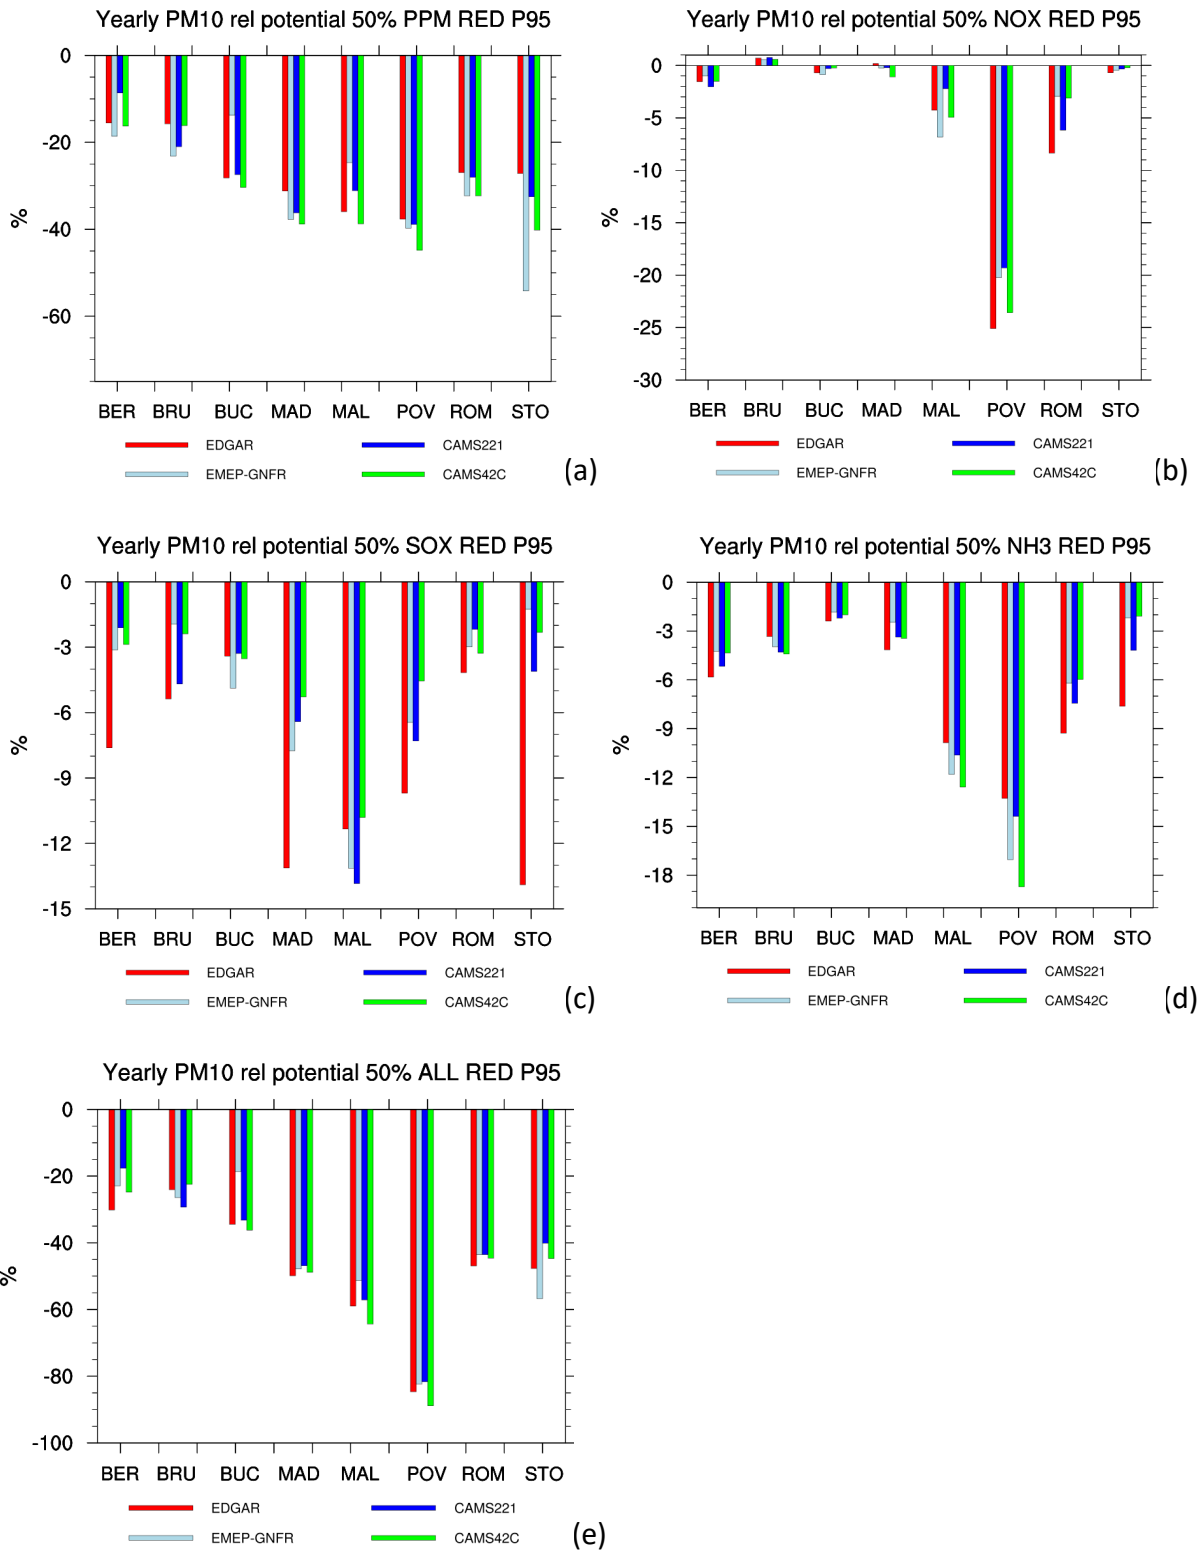 Yearly PM10 rel potential 50% PPM RED P95
0
-20
-40
-60
%
BER BRU BUC MAD MAL POV ROM STO
EDGAR CAMS221
EMEP-GNFR CAMS42C
(a)
Yearly PM10 rel potential 50% NOX RED P95
0
-5
-10
-15
-20
-25
-30
%
BER BRU BUC MAD MAL POV ROM STO
EDGAR CAMS221
EMEP-GNFR CAMS42C
(b)
Yearly PM10 rel potential 50% SOX RED P95
0
-3
-6
-9
-12
-15
%
BER BRU BUC MAD MAL POV ROM STO
EDGAR CAMS221
EMEP-GNFR CAMS42C
(c)
Yearly PM10 rel potential 50% NH3 RED P95
0
-3
-6
-9
-12
-15
-18
%
BER BRU BUC MAD MAL POV ROM STO
EDGAR CAMS221
EMEP-GNFR CAMS42C
(d)
Yearly PM10 rel potential 50% ALL RED P95
0
-20
-40
-60
-80
-100
%
BER BRU BUC MAD MAL POV ROM STO
EDGAR CAMS221
EMEP-GNFR CAMS42C
(e)